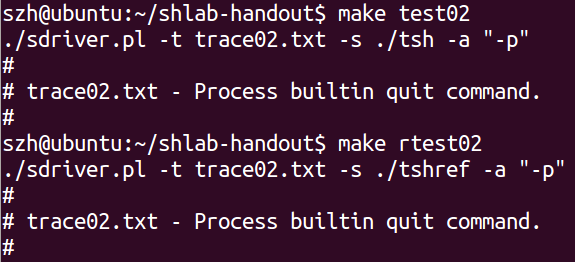 szh@ubuntu:~/shlab-handout$ make test02
./sdriver.pl -t trace02.txt -s ./tsh -a "-p"
#
# trace02.txt - Process builtin quit command.
#
szh@ubuntu:~/shlab-handout$ make rtest02
./sdriver.pl -t trace02.txt -s ./tshref -a "-p"
#
# trace02.txt - Process builtin quit command.
#